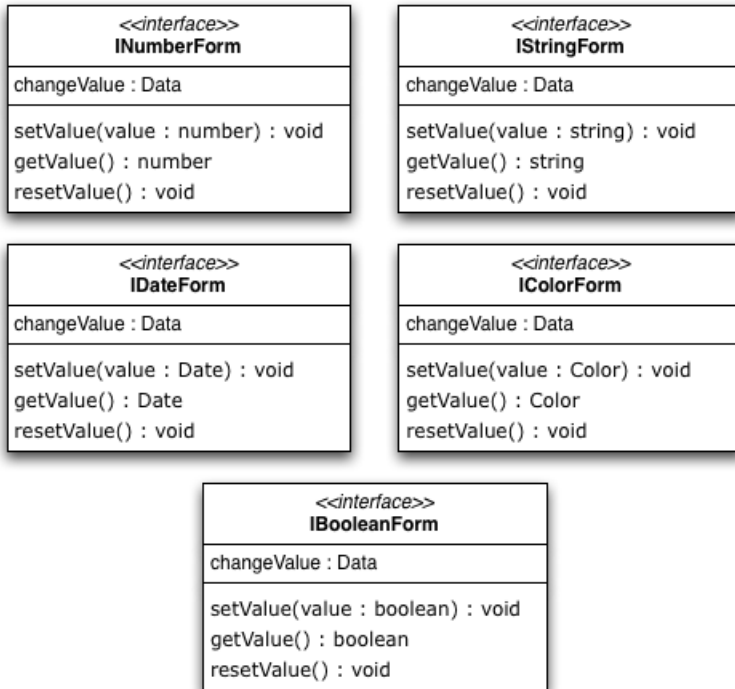 <<interface>>
INumberForm
changeValue : Data
setValue(value : number) : void
getValue() : number
resetValue() : void
<<interface>>
IStringForm
changeValue : Data
setValue(value : string) : void
getValue() : string
resetValue() : void
<<interface>>
IDateForm
changeValue : Data
setValue(value : Date) : void
getValue() : Date
resetValue() : void
<<interface>>
IColorForm
changeValue : Data
setValue(value : Color) : void
getValue() : Color
resetValue() : void
<<interface>>
IBooleanForm
changeValue : Data
setValue(value : boolean) : void
getValue() : boolean
resetValue() : void